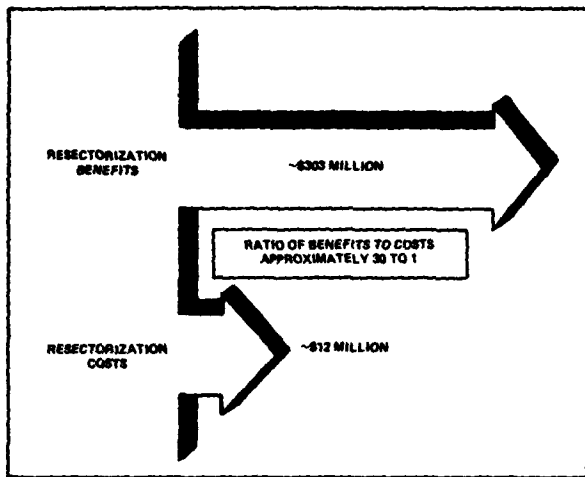 RESECTORIZATION
BENEFITS
~$303 MILLION
RATIO OF BENEFITS TO COSTS
APPROXIMATELY 30 TO 1
RESECTORIZATION
COSTS
~$12 MILLION